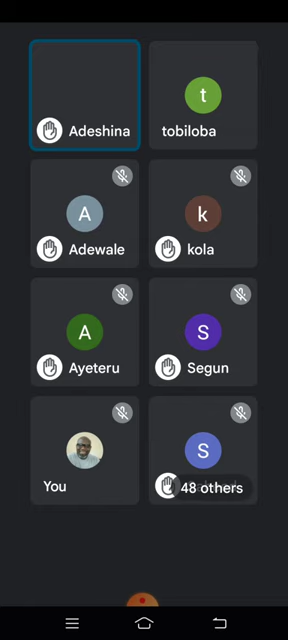 Adeshina
t
tobiloba
A
Adewale
k
kola
A
Ayeteru
S
Segun
You
S
48 others